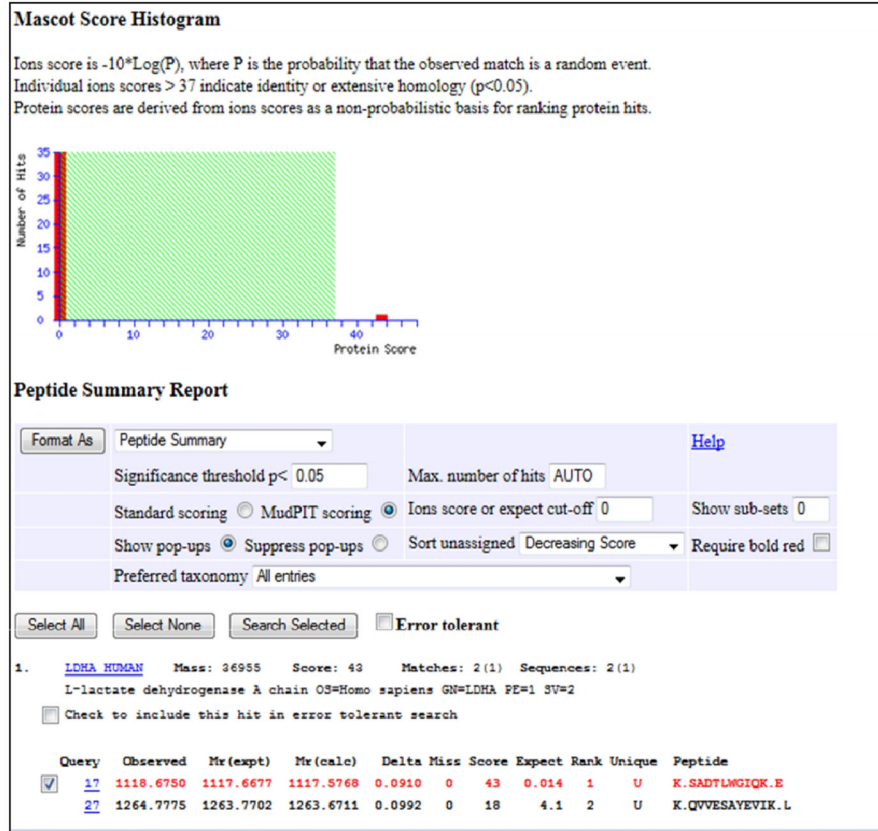 Mascot Score Histogram
Ions score is -10*Log(P), where P is the probability that the observed match is a random event.
Individual ions scores > 37 indicate identity or extensive homology (p<0.05).
Protein scores are derived from ions scores as a non-probabilistic basis for ranking protein hits.
Number of Hits
35
30
25
20
15
10
5
0
0 10 20 30 40
Protein Score
Peptide Summary Report
Format As Peptide Summary Help
Significance threshold p< 0.05 Max. number of hits AUTO
Standard scoring MudPIT scoring Ions score or expect cut-off 0 Show sub-sets 0
Show pop-ups Suppress pop-ups Sort unassigned Decreasing Score Require bold red
Preferred taxonomy All entries
Select All Select None Search Selected Error tolerant
1. LDHA HUMAN Mass: 36955 Score: 43 Matches: 2(1) Sequences: 2(1)
L-lactate dehydrogenase A chain OS=Homo sapiens GN=LDHA PE=1 SV=2
Check to include this hit in error tolerant search
Query Observed Mr(expt) Mr(calc) Delta Miss Score Expect Rank Unique Peptide
17 1118.6750 1117.6677 1117.5768 0.0910 0 43 0.014 1 U K.SADTLWGIQK.E
27 1264.7775 1263.7702 1263.6711 0.0992 0 18 4.1 2 U K.QVVESAYEVIK.L